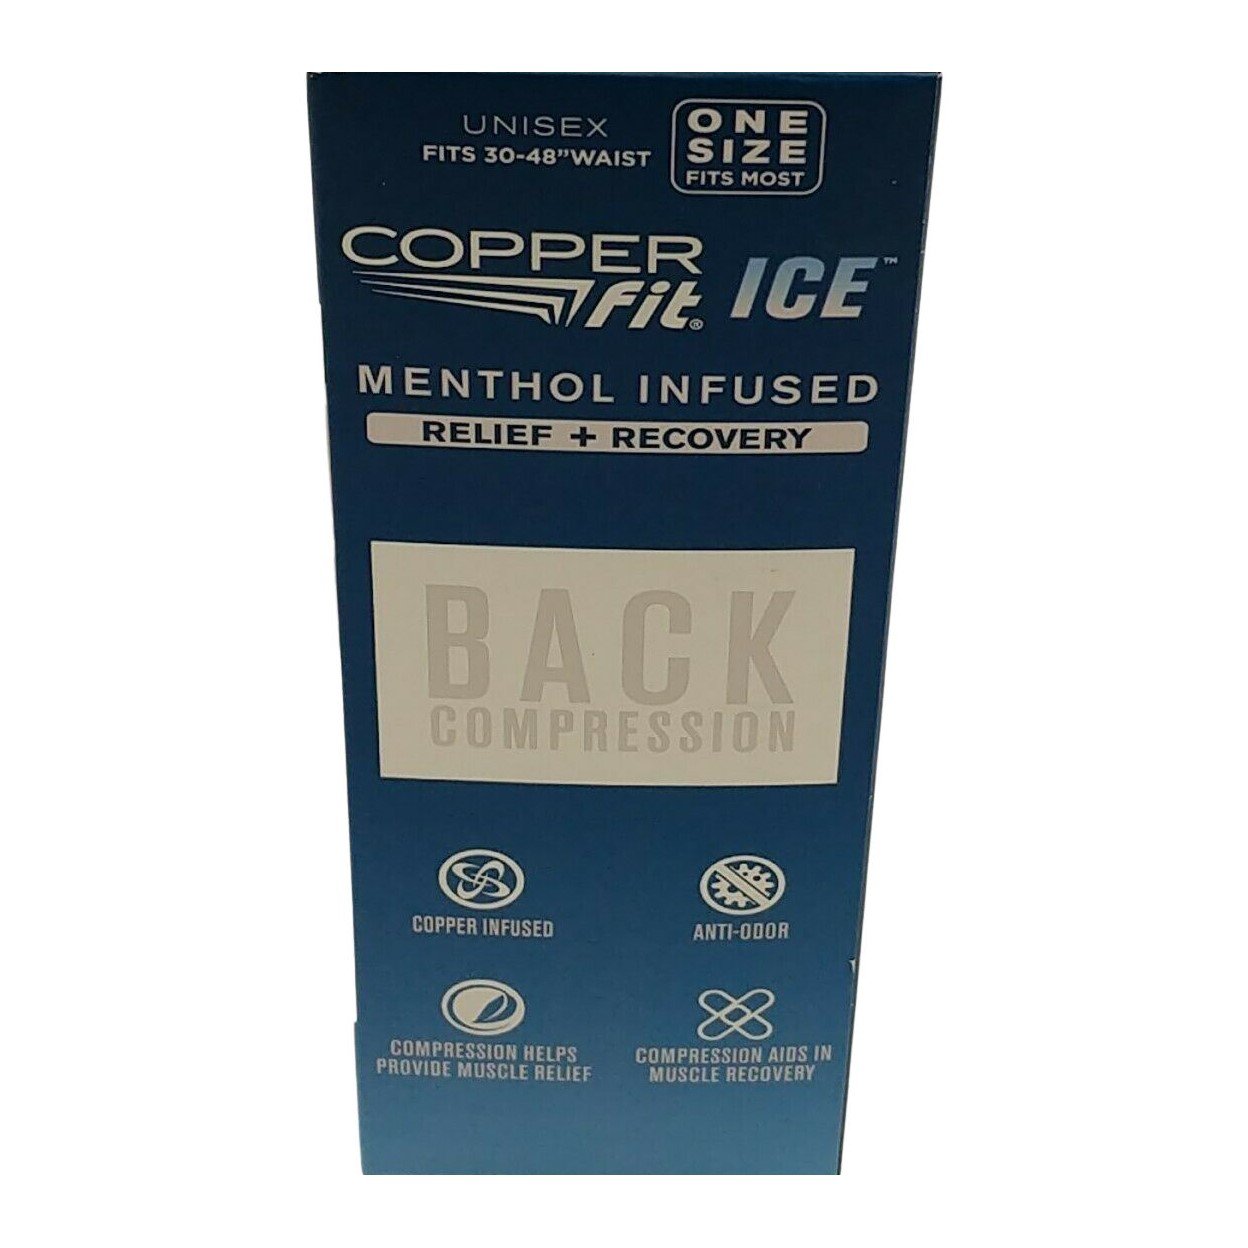 UNISEX
FITS 30-48"WAIST
ONE
SIZE
FITS MOST
COPPER
fit®
ICE™
MENTHOL INFUSED
RELIEF + RECOVERY
BACK
COMPRESSION
COPPER INFUSED
ANTI-ODOR
COMPRESSION HELPS
PROVIDE MUSCLE RELIEF
COMPRESSION AIDS IN
MUSCLE RECOVERY